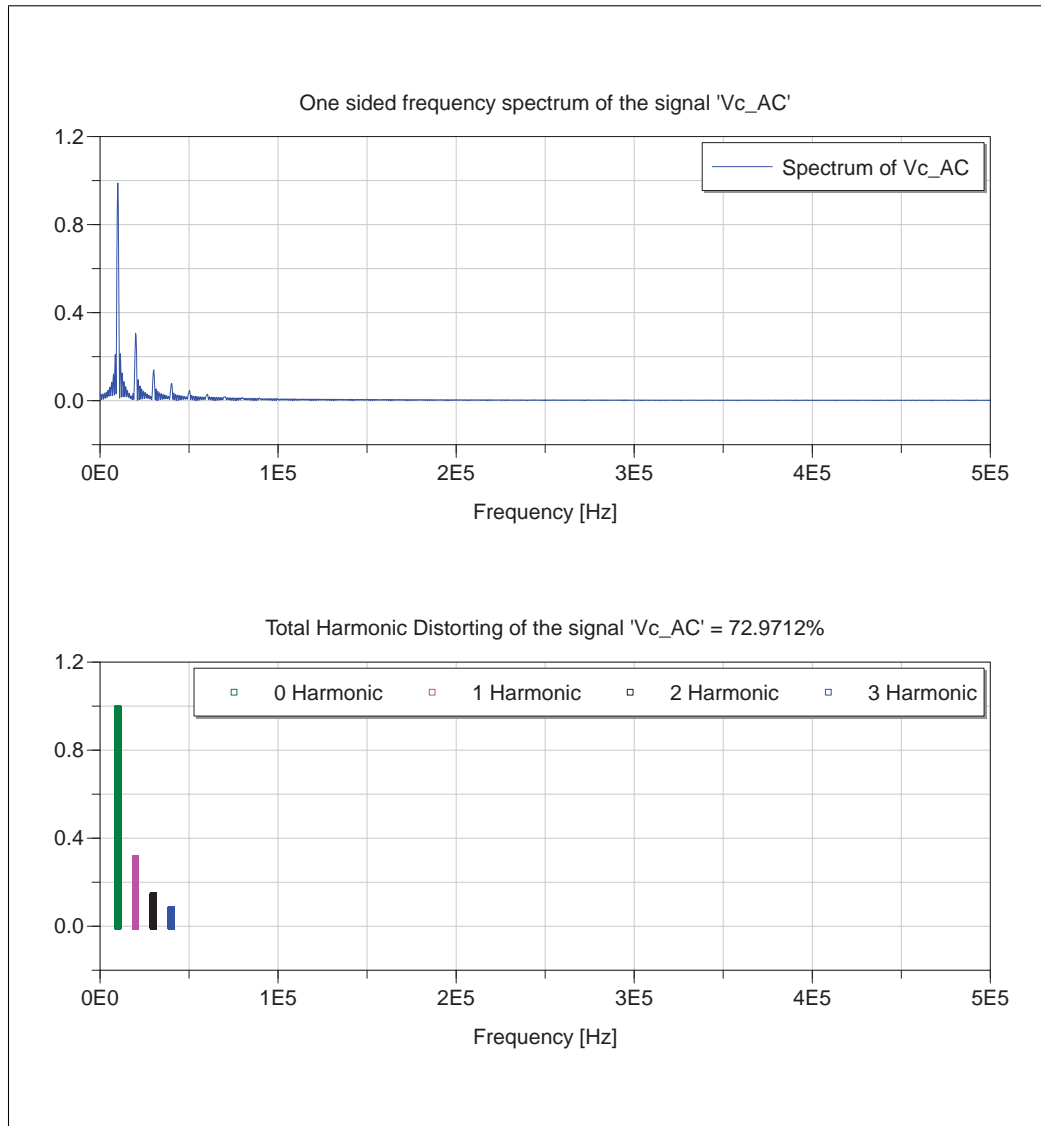 One sided frequency spectrum of the signal 'Vc_AC'
1.2
Spectrum of Vc_AC
0.8
0.4
0.0
0E0 1E5 2E5 3E5 4E5 5E5
Frequency [Hz]
Total Harmonic Distorting of the signal 'Vc_AC' = 72.9712%
1.2
0 Harmonic 1 Harmonic 2 Harmonic 3 Harmonic
0.8
0.4
0.0
0E0 1E5 2E5 3E5 4E5 5E5
Frequency [Hz]